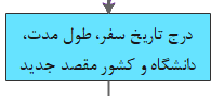 درج تاریخ سفر، طول مدت،
دانشگاه و کشور مقصد جدید